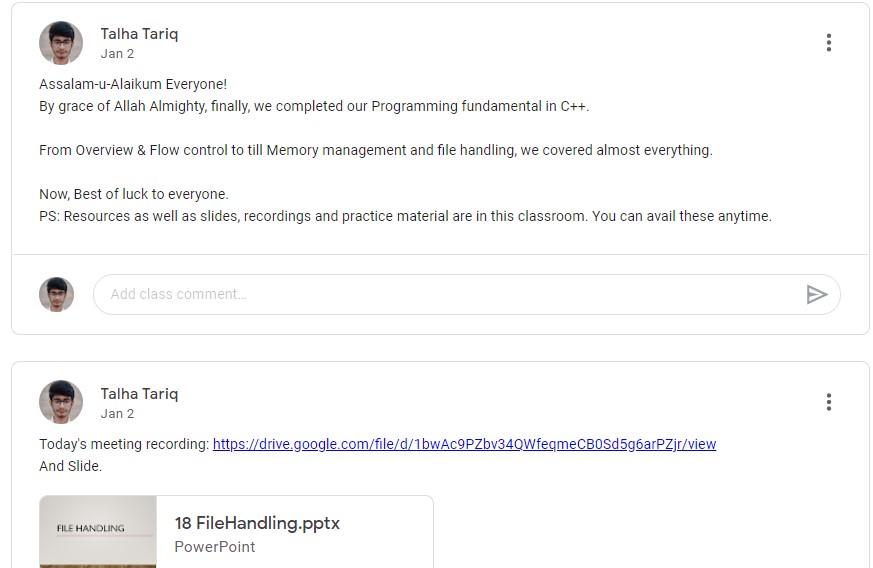 Talha Tariq
Jan 2
Assalam-u-Alaikum Everyone!
By grace of Allah Almighty, finally, we completed our Programming fundamental in C++.
From Overview & Flow control to till Memory management and file handling, we covered almost everything.
Now, Best of luck to everyone.
PS: Resources as well as slides, recordings and practice material are in this classroom. You can avail these anytime.
Add class comment…
Talha Tariq
Jan 2
Today's meeting recording: https://drive.google.com/file/d/1bwAc9PZbv34QWfeqmeCB0Sd5g6arPZjr/view
And Slide.
FILE HANDLING
18 FileHandling.pptx
PowerPoint